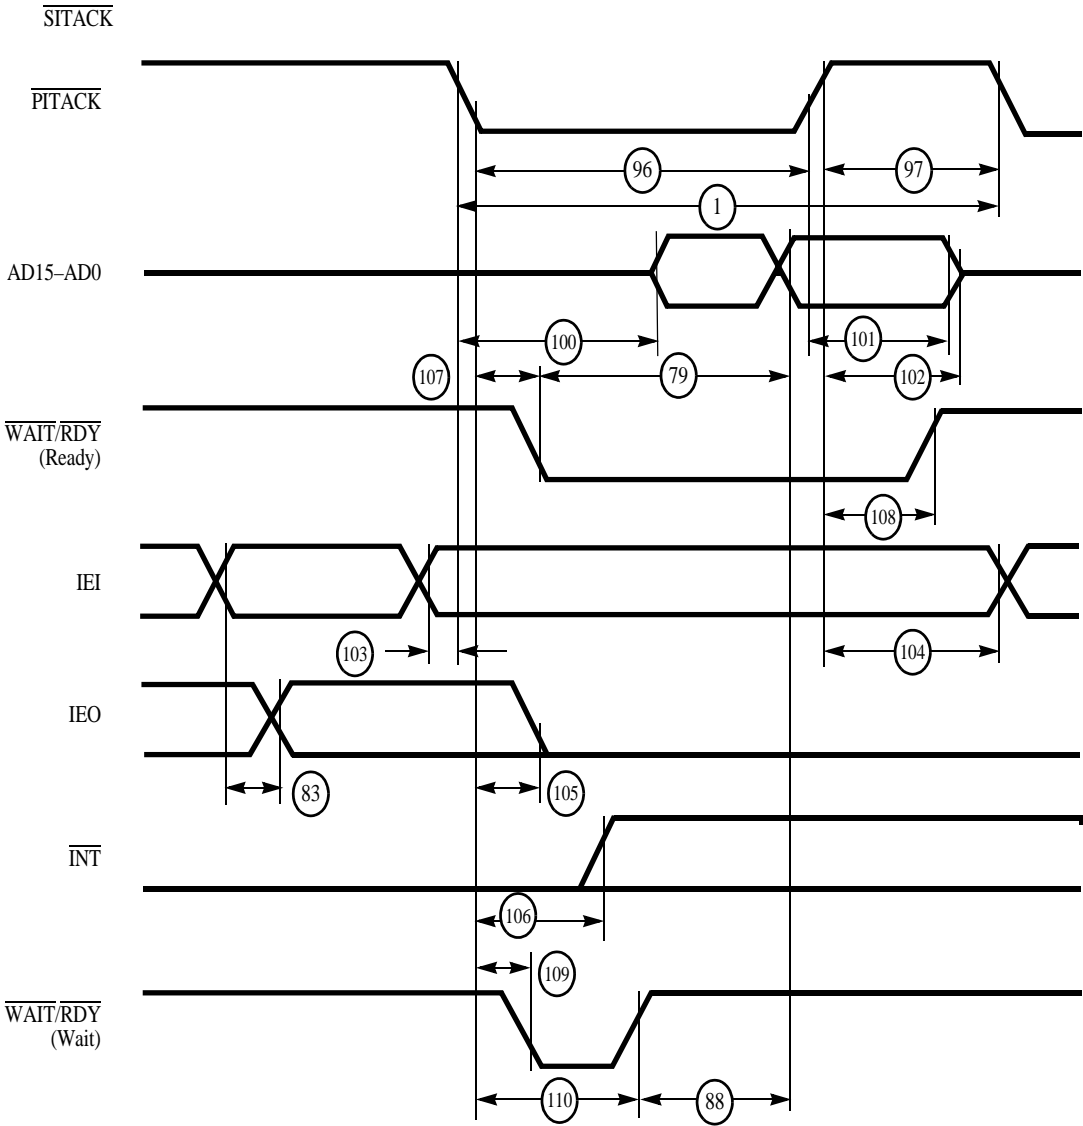 SITACK
PITACK
96
97
1
AD15–AD0
100
101
107
79
102
WAIT/RDY
(Ready)
108
IEI
103
104
IEO
83
105
INT
106
109
WAIT/RDY
(Wait)
110
88